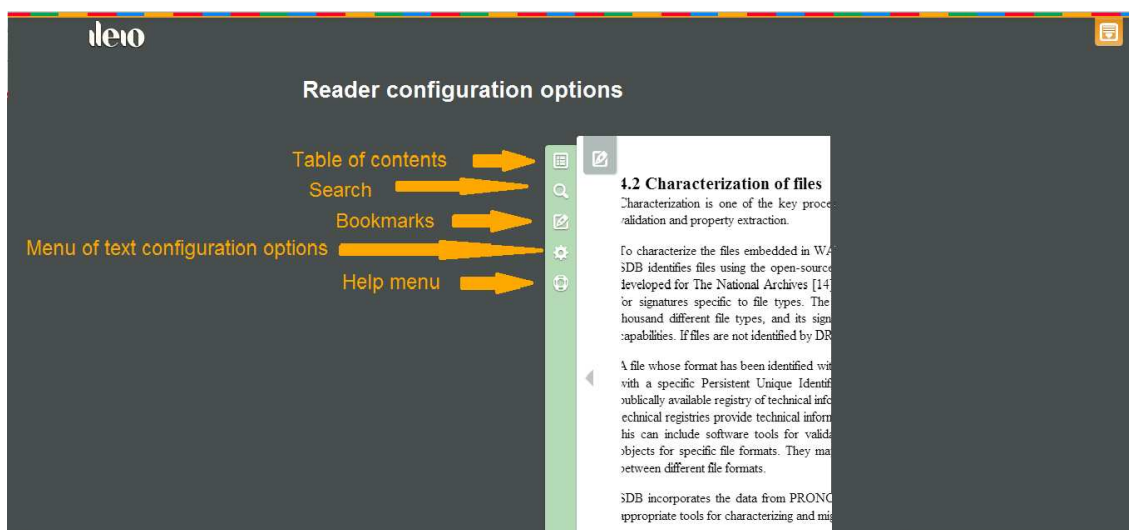 Reader configuration options
Table of contents
Search
Bookmarks
Menu of text configuration options
Help menu
4.2 Characterization of files
Characterization is one of the key proce
validation and property extraction.
To characterize the files embedded in WA
SDB identifies files using the open-source
developed for The National Archives [14]
for signatures specific to file types. The
housand different file types, and its sign
capabilities. If files are not identified by DR
A file whose format has been identified wit
with a specific Persistent Unique Identif
publically available registry of technical info
echnical registries provide technical inform
his can include software tools for valida
objects for specific file formats. They ma
between different file formats.
SDB incorporates the data from PRONO
appropriate tools for characterizing and mig